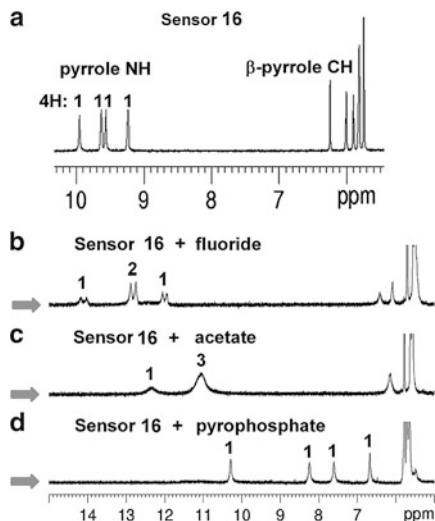 a
Sensor 16
pyrrole NH
β-pyrrole CH
4H: 1 11 1
10 9 8 7 6 ppm
b Sensor 16 + fluoride
1 2 1
c Sensor 16 + acetate
1 3
d Sensor 16 + pyrophosphate
1 1 1 1
14 13 12 11 10 9 8 7 ppm